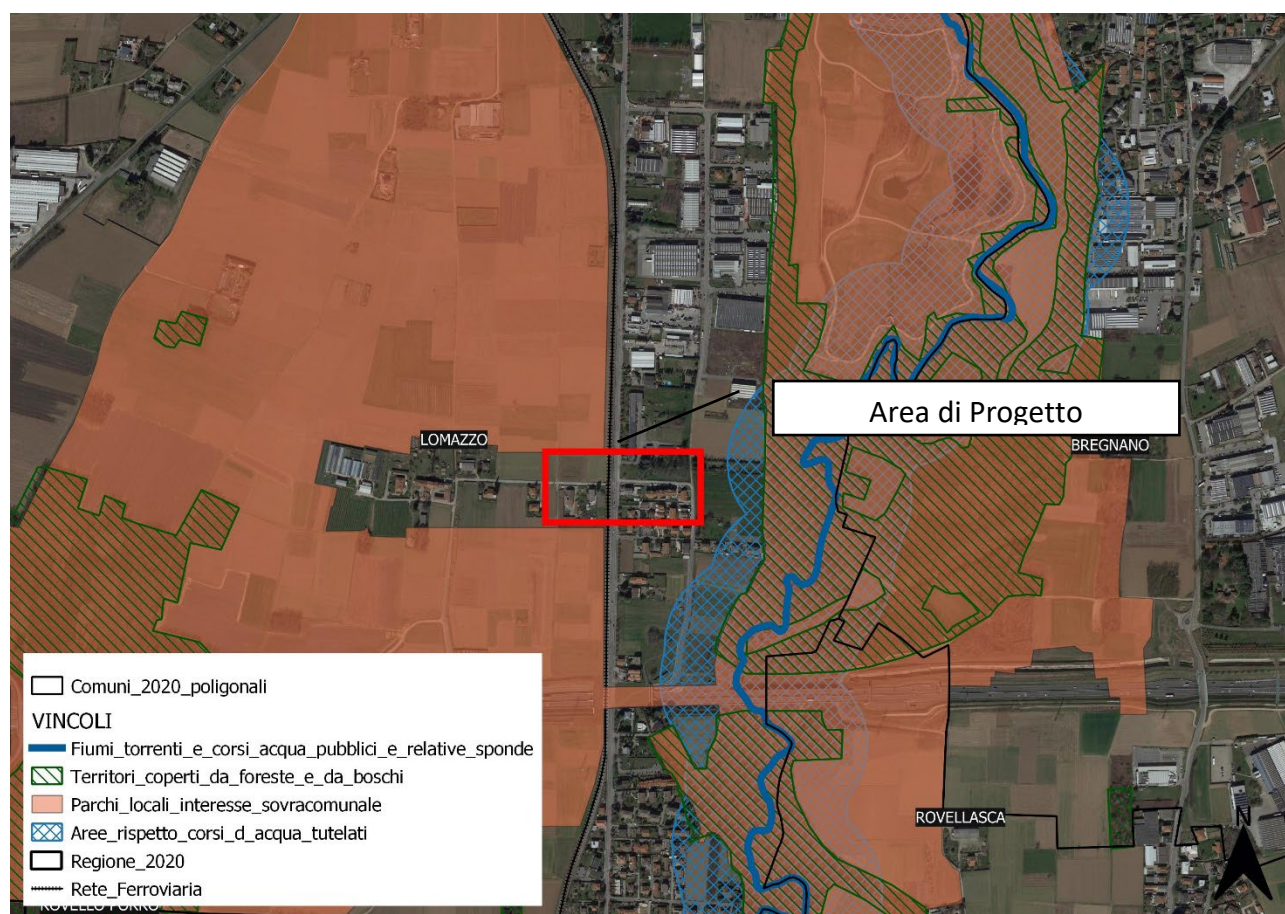 Area di Progetto
LOMAZZO
BREGNANO
ROVELLASCA
Comuni_2020_poligonali
VINCOLI
Fiumi_torrenti_e_corsi_acqua_pubblici_e_relative_sponde
Territori_coperti_da_foreste_e_da_boschi
Parchi_locali_interesse_sovracomunale
Aree_rispetto_corsi_d_acqua_tutelati
Regione_2020
Rete_Ferroviaria
N